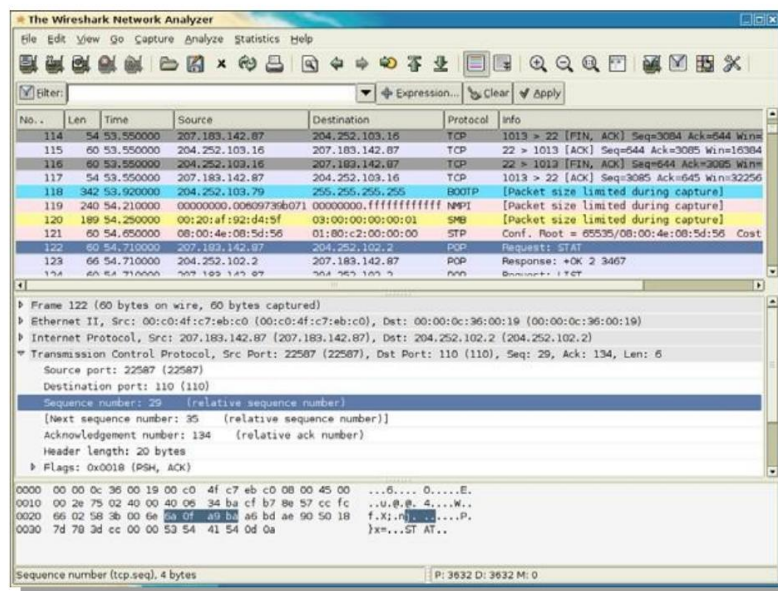 The Wireshark Network Analyzer
File Edit View Go Capture Analyze Statistics Help
Filter: Expression... Clear Apply
No. . Len Time Source Destination Protocol Info
114 54 53.550000 207.183.142.87 204.252.103.16 TCP 1013 > 22 [FIN, ACK] Seq=3084 Ack=644 Win=
115 60 53.550000 204.252.103.16 207.183.142.87 TCP 22 > 1013 [ACK] Seq=644 Ack=3085 Win=16384
116 60 53.550000 204.252.103.16 207.183.142.87 TCP 22 > 1013 [FIN, ACK] Seq=644 Ack=3085 Win=
117 54 53.550000 207.183.142.87 204.252.103.16 TCP 1013 > 22 [ACK] Seq=3085 Ack=645 Win=32256
118 342 53.920000 204.252.103.79 255.255.255.255 BOOTP [Packet size limited during capture]
119 240 54.210000 00000000.00609739b071 00000000.ffffffffffff NMPI [Packet size limited during capture]
120 189 54.250000 00:20:af:92:d4:5f 03:00:00:00:00:01 SMB [Packet size limited during capture]
121 60 54.650000 08:00:4e:08:5d:56 01:80:c2:00:00:00 STP Conf. Root = 65535/08:00:4e:08:5d:56 Cost
122 60 54.710000 207.183.142.87 204.252.102.2 POP Request: STAT
123 66 54.710000 204.252.102.2 207.183.142.87 POP Response: +OK 2 3467
124 60 54.710000 207.183.142.87 204.252.102.2 POP Request: LIST
Frame 122 (60 bytes on wire, 60 bytes captured)
Ethernet II, Src: 00:c0:4f:c7:eb:c0 (00:c0:4f:c7:eb:c0), Dst: 00:00:0c:36:00:19 (00:00:0c:36:00:19)
Internet Protocol, Src: 207.183.142.87 (207.183.142.87), Dst: 204.252.102.2 (204.252.102.2)
Transmission Control Protocol, Src Port: 22587 (22587), Dst Port: 110 (110), Seq: 29, Ack: 134, Len: 6
Source port: 22587 (22587)
Destination port: 110 (110)
Sequence number: 29 (relative sequence number)
[Next sequence number: 35 (relative sequence number)]
Acknowledgement number: 134 (relative ack number)
Header length: 20 bytes
Flags: 0x0018 (PSH, ACK)
0000 00 00 0c 36 00 19 00 c0 4f c7 eb c0 08 00 45 00 ...6.... O.....E.
0010 00 2e 75 02 40 00 40 06 34 ba cf b7 8e 57 cc fc ..u.@.@. 4....W..
0020 66 02 58 3b 00 6e 6a 0f a9 ba a6 bd ae 90 50 18 f.X;.nj. ......P.
0030 7d 78 3d cc 00 00 53 54 41 54 0d 0a }x=...ST AT..
Sequence number (tcp.seq), 4 bytes P: 3632 D: 3632 M: 0